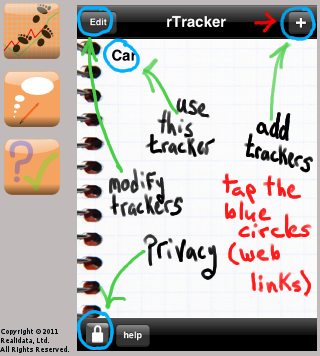 Edit rTracker +
Car
use
this
tracker
add
trackers
modify
trackers
tap the
blue
circles
(web
links)
privacy
help
Copyright © 2011
Realidata, Ltd.
All Rights Reserved.